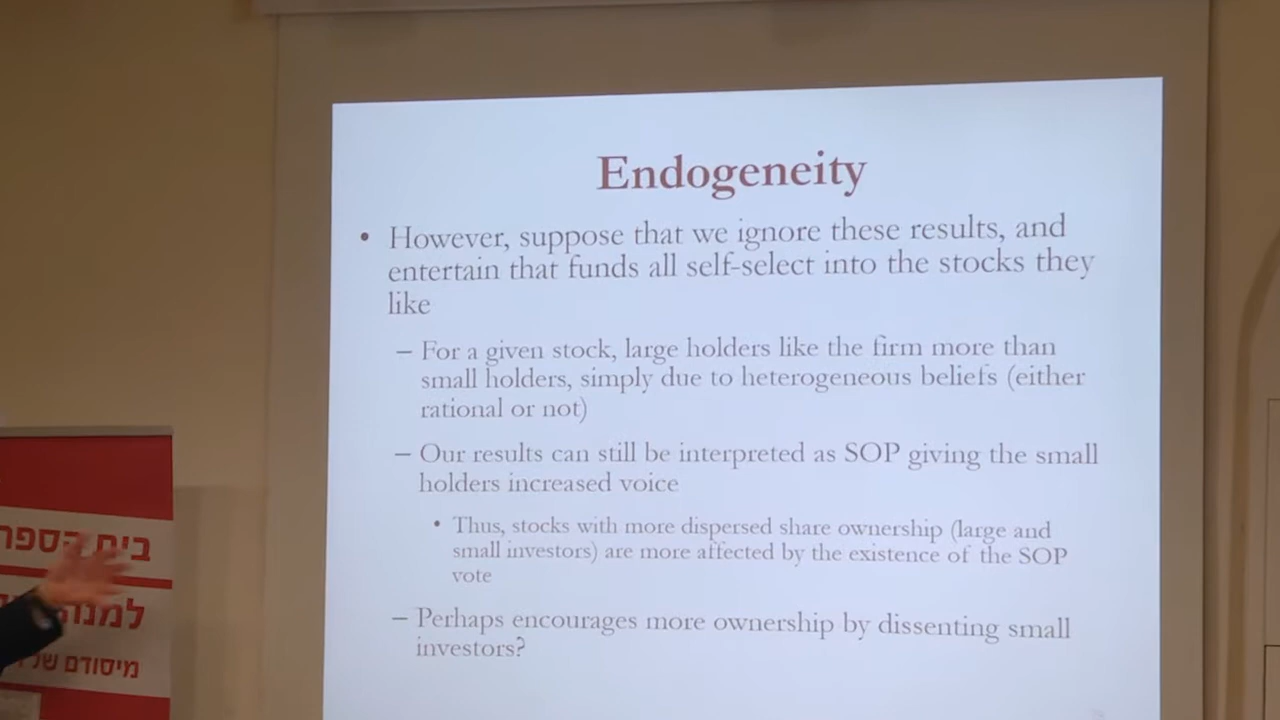 Endogeneity
• However, suppose that we ignore these results, and
entertain that funds all self-select into the stocks they
like
– For a given stock, large holders like the firm more than
small holders, simply due to heterogeneous beliefs (either
rational or not)
– Our results can still be interpreted as SOP giving the small
holders increased voice
• Thus, stocks with more dispersed share ownership (large and
small investors) are more affected by the existence of the SOP
vote
– Perhaps encourages more ownership by dissenting small
investors?
בית
מיסודם של